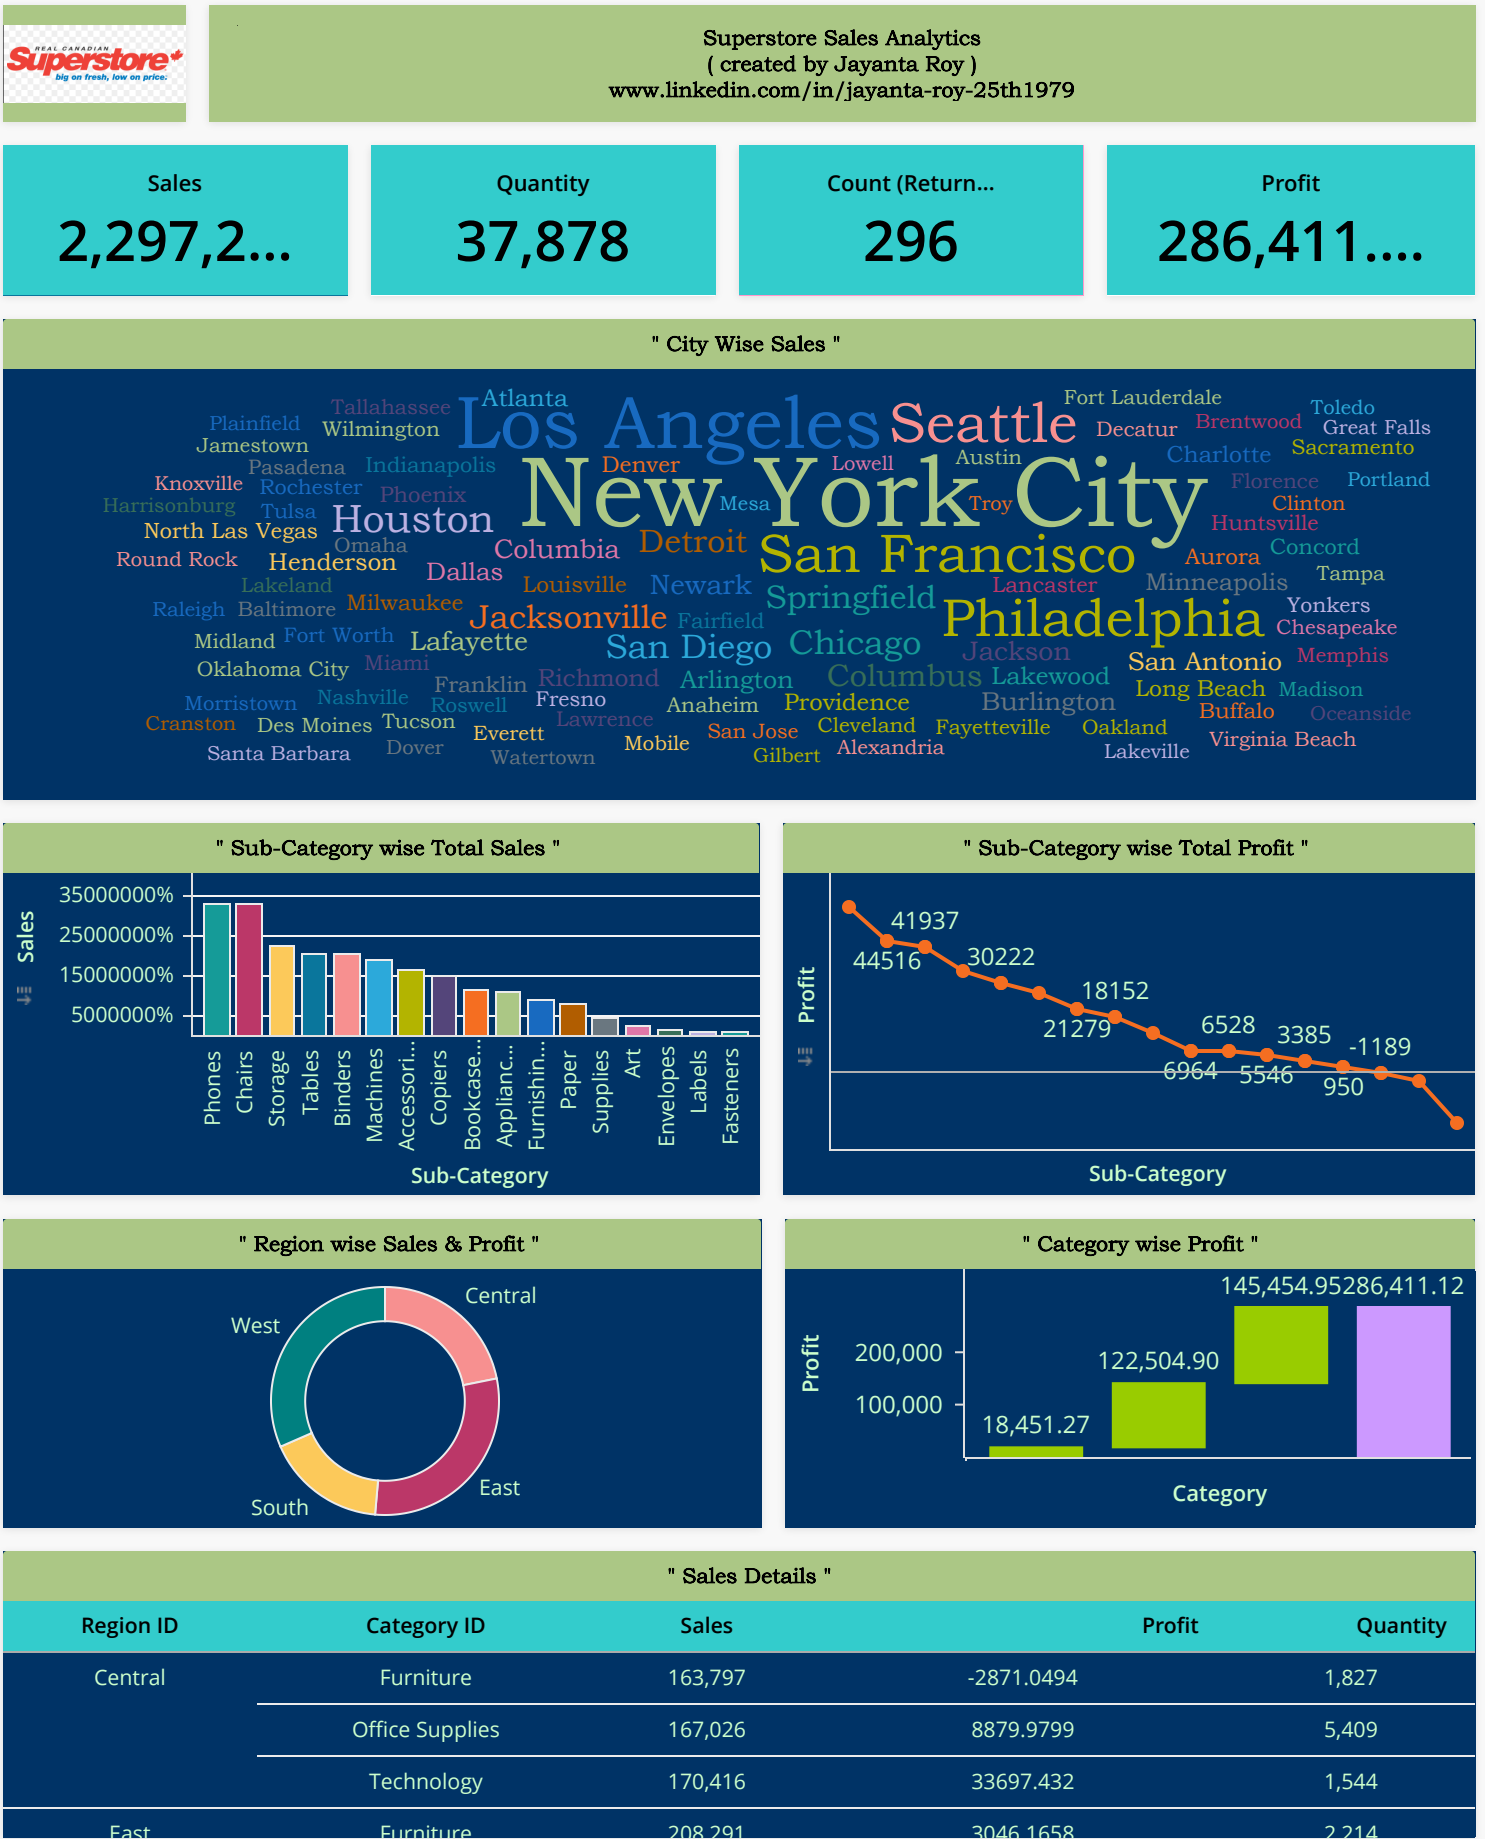 REAL CANADIAN
Superstore
big on fresh, low on price.
Superstore Sales Analytics
( created by Jayanta Roy )
www.linkedin.com/in/jayanta-roy-25th1979
Sales
2,297,2...
Quantity
37,878
Count (Return...
296
Profit
286,411....
" City Wise Sales "
Atlanta
Tallahassee
Plainfield
Wilmington
Jamestown
Los Angeles
Seattle
Fort Lauderdale
Decatur
Brentwood
Toledo
Great Falls
Sacramento
Charlotte
Pasadena
Indianapolis
Denver
Lowell
Austin
Knoxville
Rochester
Phoenix
New York City
Mesa
Troy
Florence
Portland
Clinton
Harrisonburg
Tulsa
Houston
Huntsville
North Las Vegas
Omaha
Columbia
Detroit
San Francisco
Aurora
Concord
Round Rock
Henderson
Dallas
Louisville
Newark
Lancaster
Minneapolis
Tampa
Lakeland
Raleigh
Baltimore
Milwaukee
Jacksonville
Fairfield
Springfield
Philadelphia
Yonkers
Chesapeake
Midland
Fort Worth
Lafayette
San Diego
Chicago
Jackson
San Antonio
Memphis
Oklahoma City
Miami
Franklin
Richmond
Arlington
Columbus
Lakewood
Long Beach
Madison
Morristown
Nashville
Roswell
Fresno
Anaheim
Providence
Burlington
Buffalo
Oceanside
Cranston
Des Moines
Tucson
Everett
Lawrence
San Jose
Cleveland
Fayetteville
Oakland
Virginia Beach
Santa Barbara
Dover
Watertown
Mobile
Gilbert
Alexandria
Lakeville
" Sub-Category wise Total Sales "
Sales
35000000%
25000000%
15000000%
5000000%
Phones
Chairs
Storage
Tables
Binders
Machines
Accessori...
Copiers
Bookcase...
Applianc...
Furnishin...
Paper
Supplies
Art
Envelopes
Labels
Fasteners
Sub-Category
" Sub-Category wise Total Profit "
Profit
41937
44516
30222
18152
21279
6528
3385
-1189
6964
5546
950
Sub-Category
" Region wise Sales & Profit "
Central
West
East
South
" Category wise Profit "
Profit
200,000
100,000
18,451.27
122,504.90
145,454.95
286,411.12
Category
" Sales Details "
Region ID Category ID Sales Profit Quantity
Central Furniture 163,797 -2871.0494 1,827
Office Supplies 167,026 8879.9799 5,409
Technology 170,416 33697.432 1,544
East Furniture 208,291 3046.1658 2,214